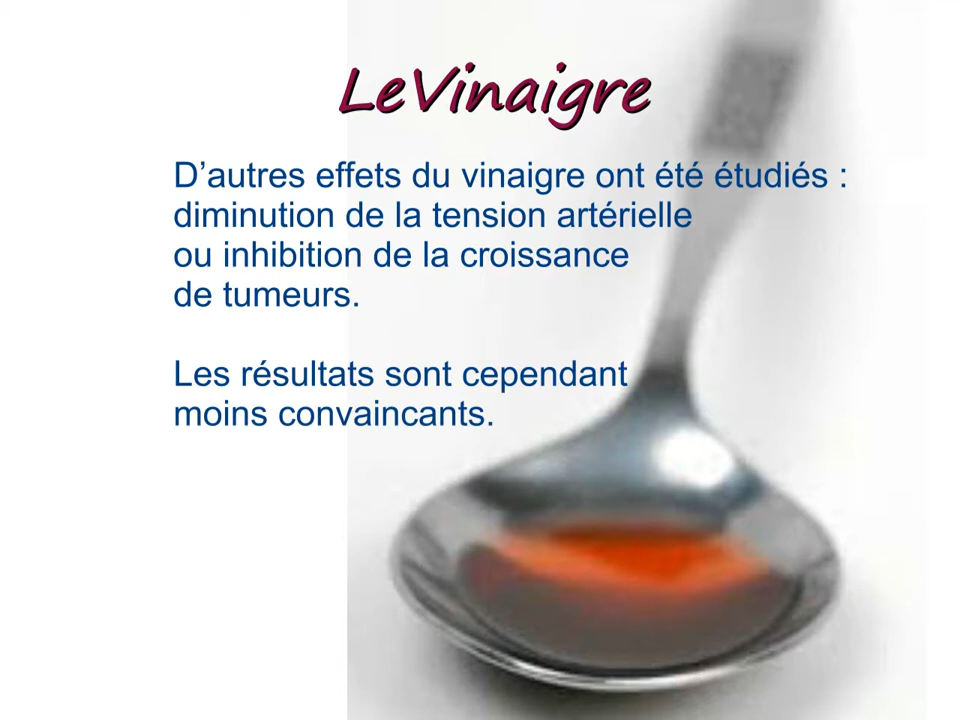 LeVinaigre
D’autres effets du vinaigre ont été étudiés :
diminution de la tension artérielle
ou inhibition de la croissance
de tumeurs.
Les résultats sont cependant
moins convaincants.